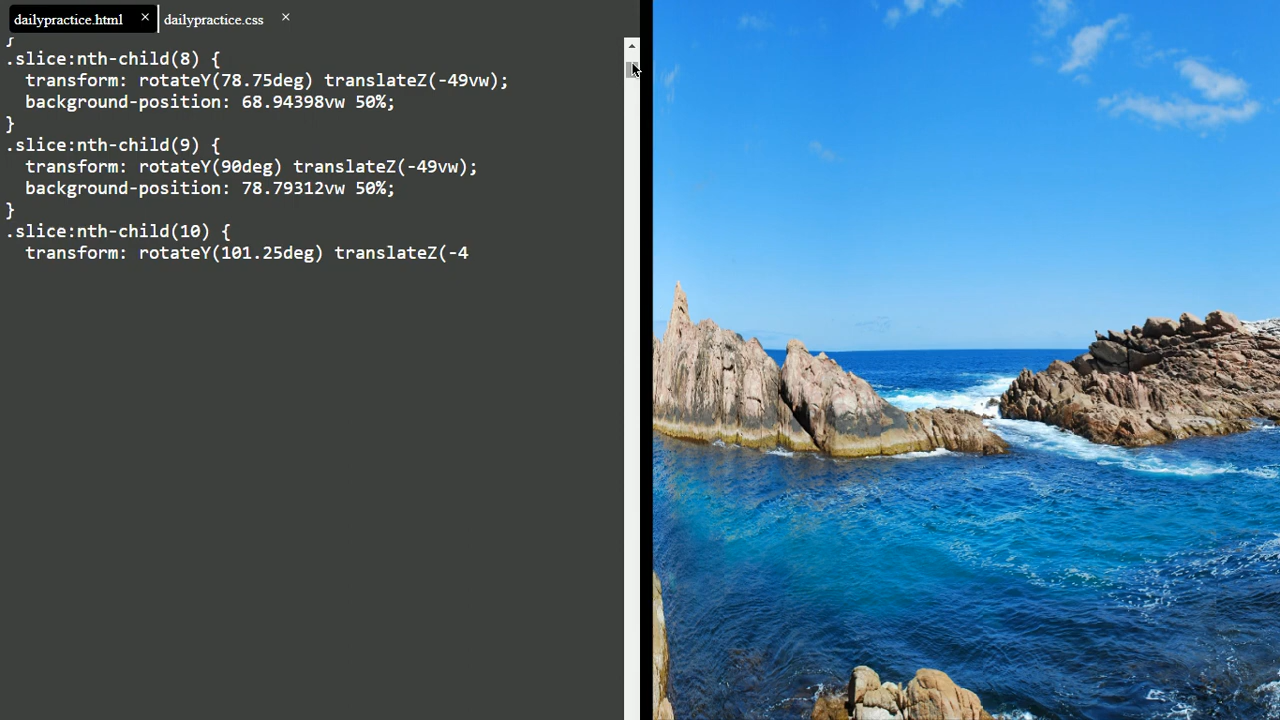 dailypractice.html × dailypractice.css ×
}
.slice:nth-child(8) {
  transform: rotateY(78.75deg) translateZ(-49vw);
  background-position: 68.94398vw 50%;
}
.slice:nth-child(9) {
  transform: rotateY(90deg) translateZ(-49vw);
  background-position: 78.79312vw 50%;
}
.slice:nth-child(10) {
  transform: rotateY(101.25deg) translateZ(-4